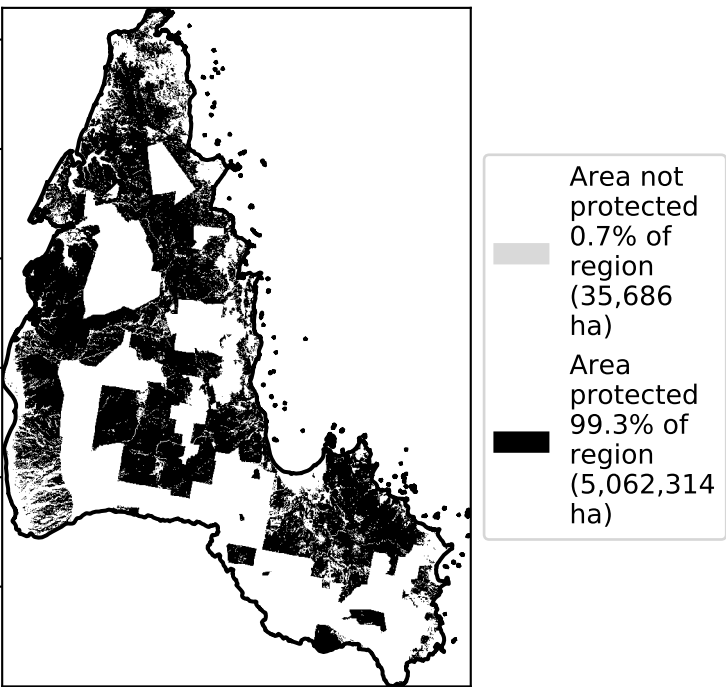 Area not
protected
0.7% of
region
(35,686
ha)
Area
protected
99.3% of
region
(5,062,314
ha)